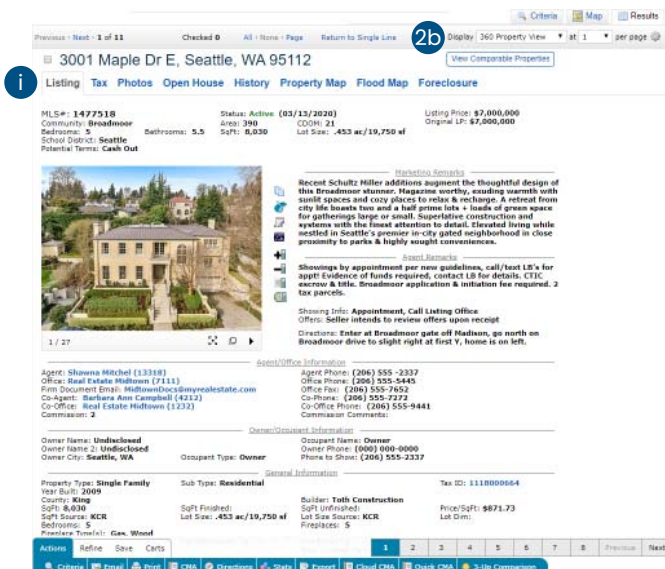 Criteria Map Results
Previous · Next · 1 of 11 Checked 0 All · None · Page Return to Single Line 2b Display 360 Property View at 1 per page
3001 Maple Dr E, Seattle, WA 95112 View Comparable Properties
i Listing Tax Photos Open House History Property Map Flood Map Foreclosure
MLS#: 1477518 Status: Active (03/13/2020) Listing Price: $7,000,000
Community: Broadmoor Area: 390 CDOM: 21 Original LP: $7,000,000
Bedrooms: 5 Bathrooms: 5.5 SqFt: 8,030 Lot Size: .453 ac/19,750 sf
School District: Seattle
Potential Terms: Cash Out
Marketing Remarks
Recent Schultz Miller additions augment the thoughtful design of
this Broadmoor stunner. Magazine worthy, exuding warmth with
sunlit spaces and cozy places to relax & recharge. A retreat from
city life boasts two and a half prime lots + loads of green space
for gatherings large or small. Superlative construction and
systems with the finest attention to detail. Elevated living while
nestled in Seattle's premier in-city gated neighborhood in close
proximity to parks & highly sought conveniences.
Agent Remarks
Showings by appointment per new guidelines, call/text LB's for
appt! Evidence of funds required, contact LB for details. CTIC
escrow & title. Broadmoor application & initiation fee required. 2
tax parcels.
Showing Info: Appointment, Call Listing Office
Offers: Seller intends to review offers upon receipt
Directions: Enter at Broadmoor gate off Madison, go north on
Broadmoor drive to slight right at first Y, home is on left.
1 / 27
Agent/Office Information
Agent: Shawna Mitchel (13318) Agent Phone: (206) 555 -2337
Office: Real Estate Midtown (7111) Office Phone: (206) 555-5445
Firm Document Email: MidtownDocs@myrealestate.com Office Fax: (206) 555-7652
Co-Agent: Barbara Ann Campbell (4212) Co-Phone: (206) 555-7272
Co-Office: Real Estate Midtown (1232) Co-Office Phone: (206) 555-9441
Commission: 3 Commission Comments:
Owner/Occupant Information
Owner Name: Undisclosed Occupant Name: Owner
Owner Name 2: Undisclosed Owner Phone: (000) 000-0000
Owner City: Seattle, WA Occupant Type: Owner Phone to Show: (206) 555-2337
General Information
Property Type: Single Family Sub Type: Residential Tax ID: 1118000664
Year Built: 2009
County: King Builder: Toth Construction
SqFt: 8,030 SqFt Finished: SqFt Unfinished: Price/SqFt: $871.73
SqFt Source: KCR Lot Size: .453 ac/19,750 sf Lot Size Source: KCR Lot Dim:
Bedrooms: 5 Fireplaces: 5
Fireplace Type(s): Gas, Wood
Actions Refine Save Carts 1 2 3 4 5 6 7 8 Previous Next
Criteria Email Print CMA Directions Stats Export Cloud CMA Quick CMA 3-Up Comparison